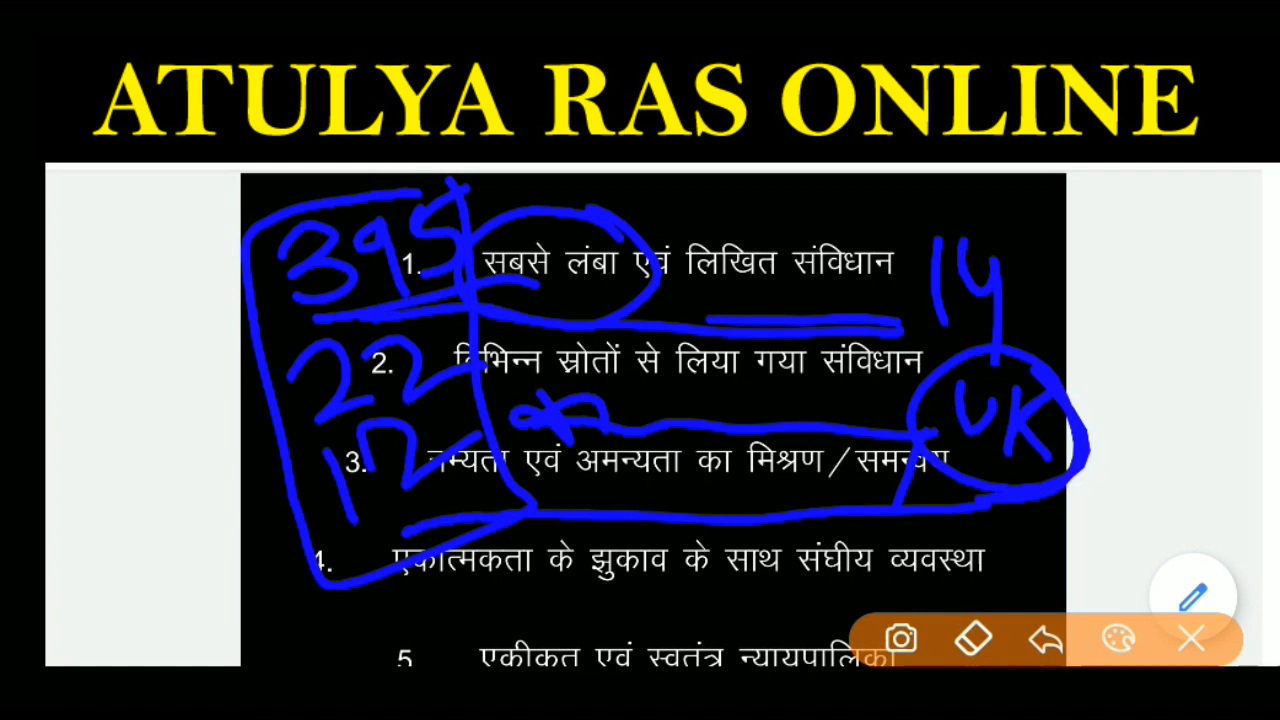 ATULYA RAS ONLINE
395
1. सबसे लंबा एवं लिखित संविधान
14
22
2. विभिन्न स्रोतों से लिया गया संविधान
UK
12
3. नम्यता एवं अमन्यता का मिश्रण/समन्वय
4. एकात्मकता के झुकाव के साथ संघीय व्यवस्था
5 एकीकृत एवं स्वतंत्र न्यायपालिका